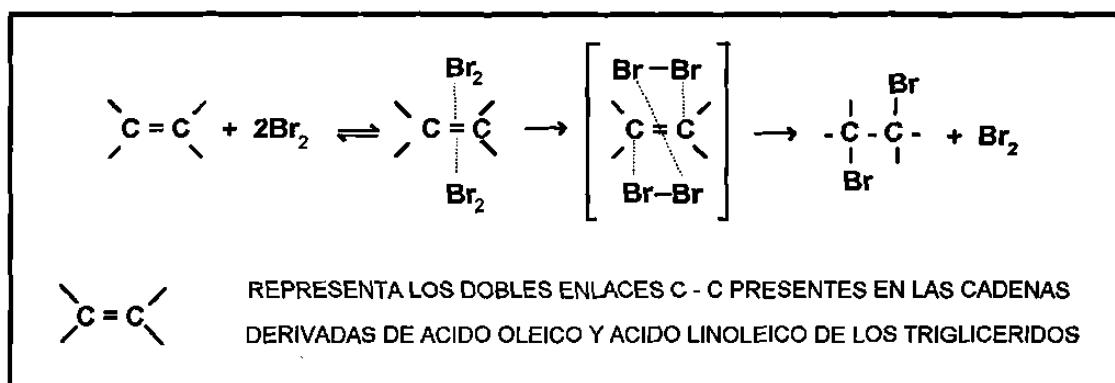 Br₂ Br–Br Br
C = C + 2Br₂ ⇌ C = C → C = C → - C - C - + Br₂
Br₂ Br–Br Br
C = C REPRESENTA LOS DOBLES ENLACES C - C PRESENTES EN LAS CADENAS
DERIVADAS DE ACIDO OLEICO Y ACIDO LINOLEICO DE LOS TRIGLICERIDOS